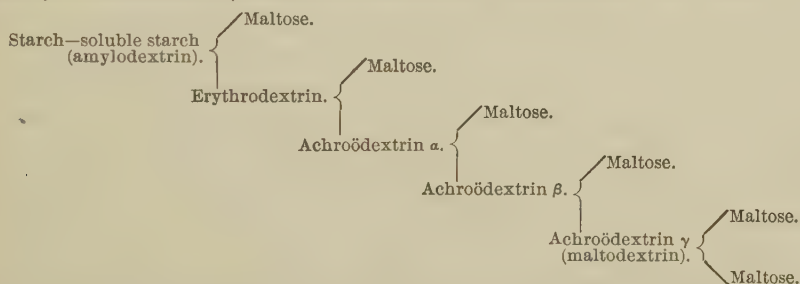 Maltose.
Starch—soluble starch
(amylodextrin).
Maltose.
Erythrodextrin.
Maltose.
Achroödextrin α.
Maltose.
Achroödextrin β.
Maltose.
Achroödextrin γ
(maltodextrin).
Maltose.